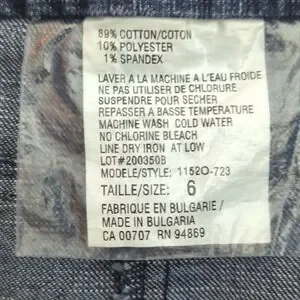 89% COTTON/COTON
10% POLYESTER
1% SPANDEX
LAVER A LA MACHINE A L'EAU FROIDE
NE PAS UTILISER DE CHLORURE
SUSPENDRE POUR SECHER
REPASSER A BASSE TEMPERATURE
MACHINE WASH COLD WATER
NO CHLORINE BLEACH
LINE DRY IRON AT LOW
LOT#200350B
MODELE/STYLE: 1152O-723
TAILLE/SIZE: 6
FABRIQUE EN BULGARIE/
MADE IN BULGARIA
CA 00707 RN 94869